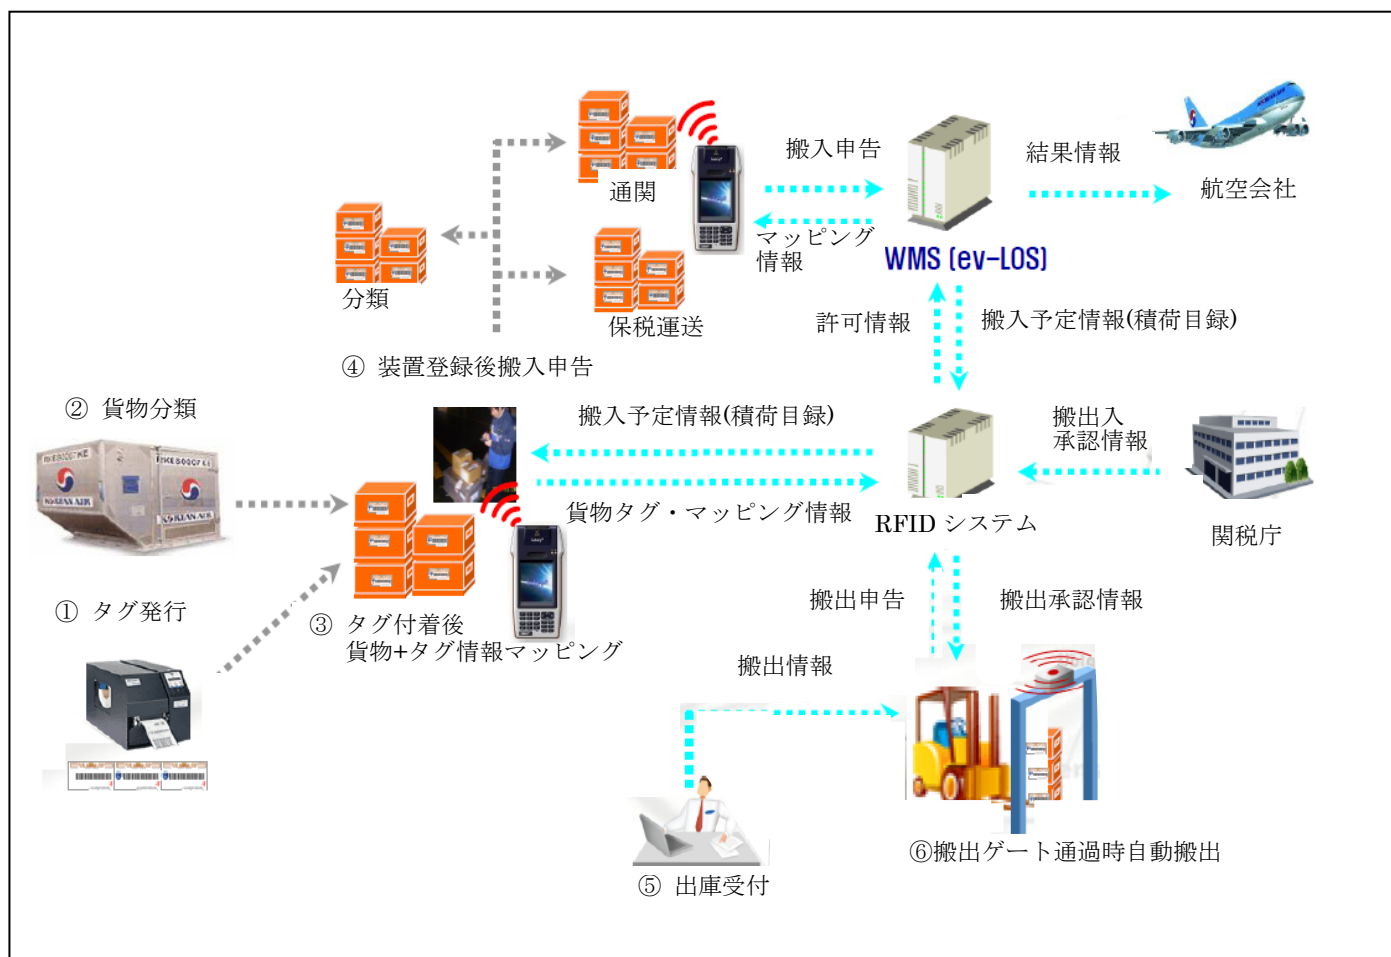 搬入申告
結果情報
通関
航空会社
マッピング
情報
WMS (ev-LOS)
分類
保税運送
許可情報
搬入予定情報(積荷目録)
④ 装置登録後搬入申告
② 貨物分類
搬入予定情報(積荷目録)
搬出入
承認情報
RKE80007KE
KOREAN AIR
KOREAN AIR
貨物タグ・マッピング情報
RFID システム
関税庁
① タグ発行
搬出申告
搬出承認情報
③ タグ付着後
貨物+タグ情報マッピング
搬出情報
⑥搬出ゲート通過時自動搬出
⑤ 出庫受付